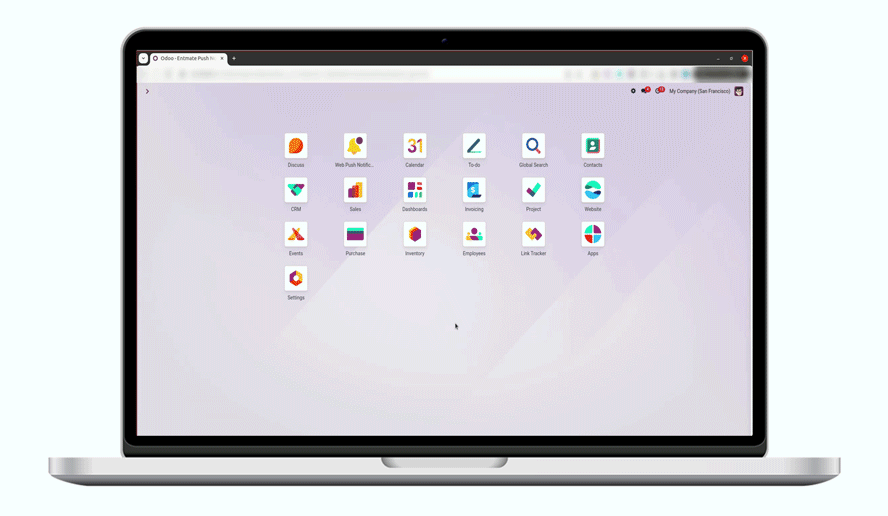 Odoo - Entmate Push N
My Company (San Francisco)
Discuss
Web Push Notific...
Calendar
To-do
Global Search
Contacts
CRM
Sales
Dashboards
Invoicing
Project
Website
Events
Purchase
Inventory
Employees
Link Tracker
Apps
Settings